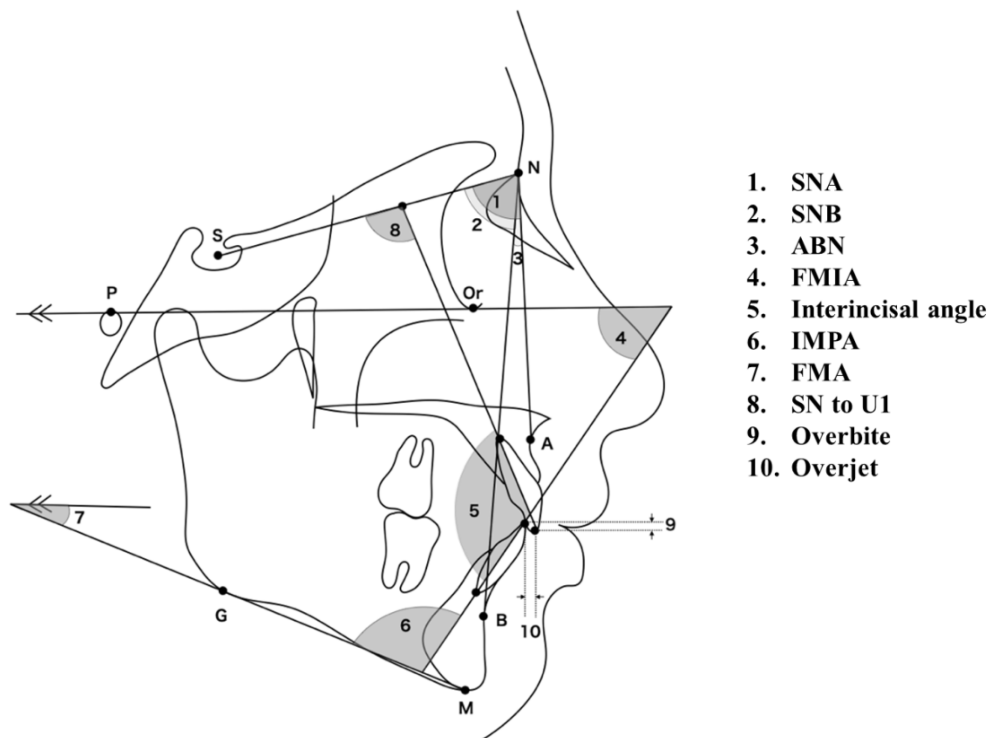 N
1
2
S
8
3
P
Or
4
A
5
7
9
G
6
B
10
M
1. SNA
2. SNB
3. ABN
4. FMIA
5. Interincisal angle
6. IMPA
7. FMA
8. SN to U1
9. Overbite
10. Overjet